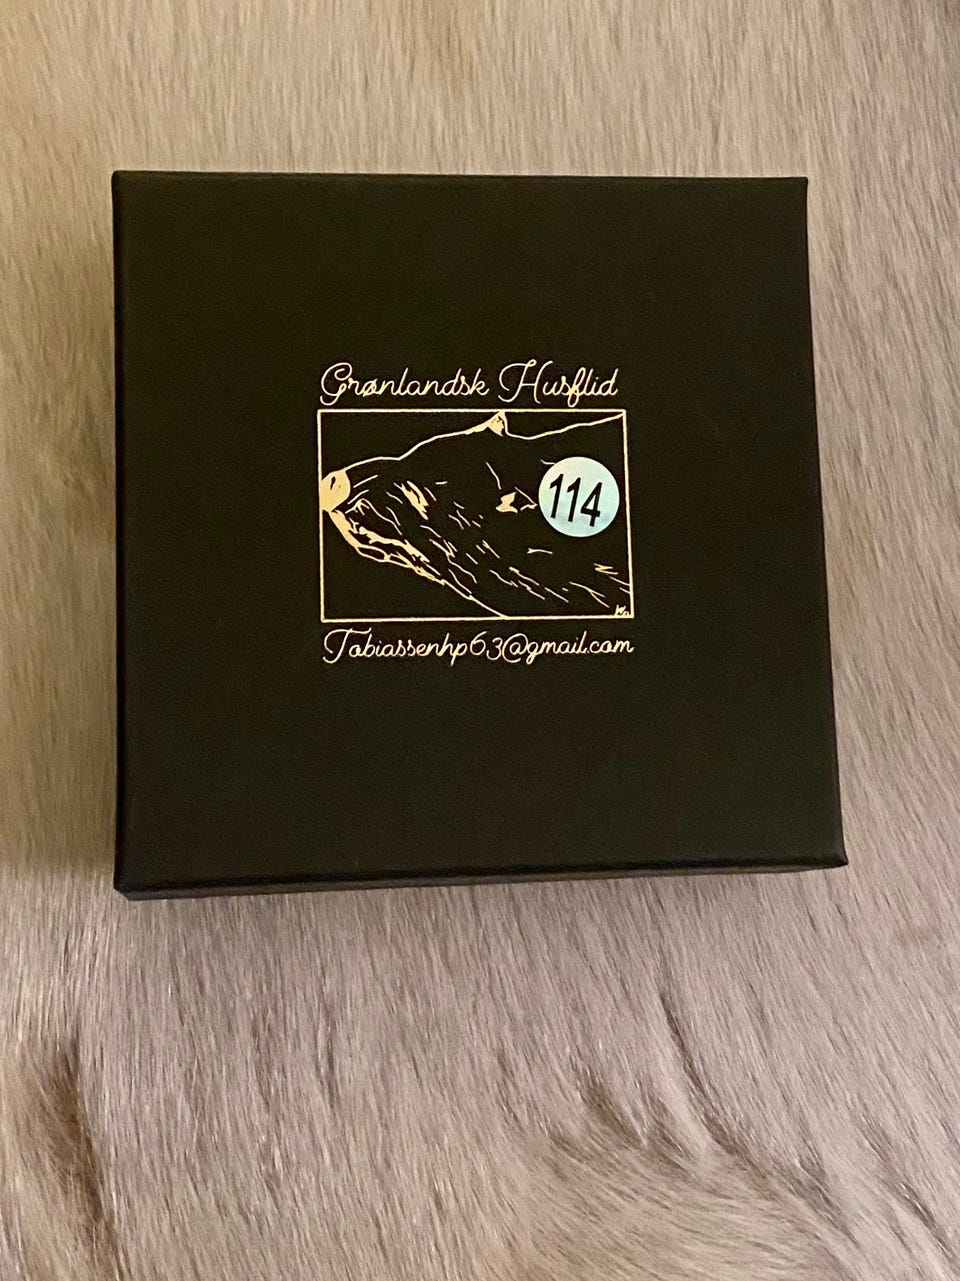 Grønlandsk Husflid
114
Tobiassenhp63@gmail.com